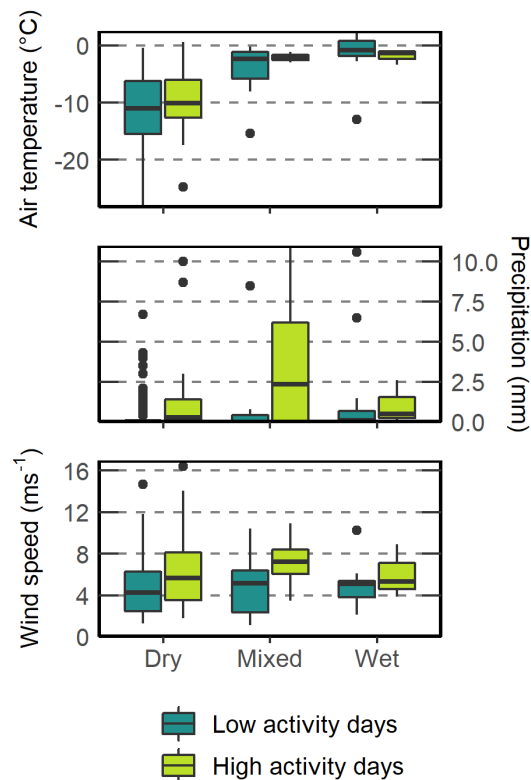 Air temperature (°C)
0
-10
-20
Precipitation (mm)
10.0
7.5
5.0
2.5
0.0
Wind speed (ms⁻¹)
16
12
8
4
0
Dry Mixed Wet
Low activity days
High activity days